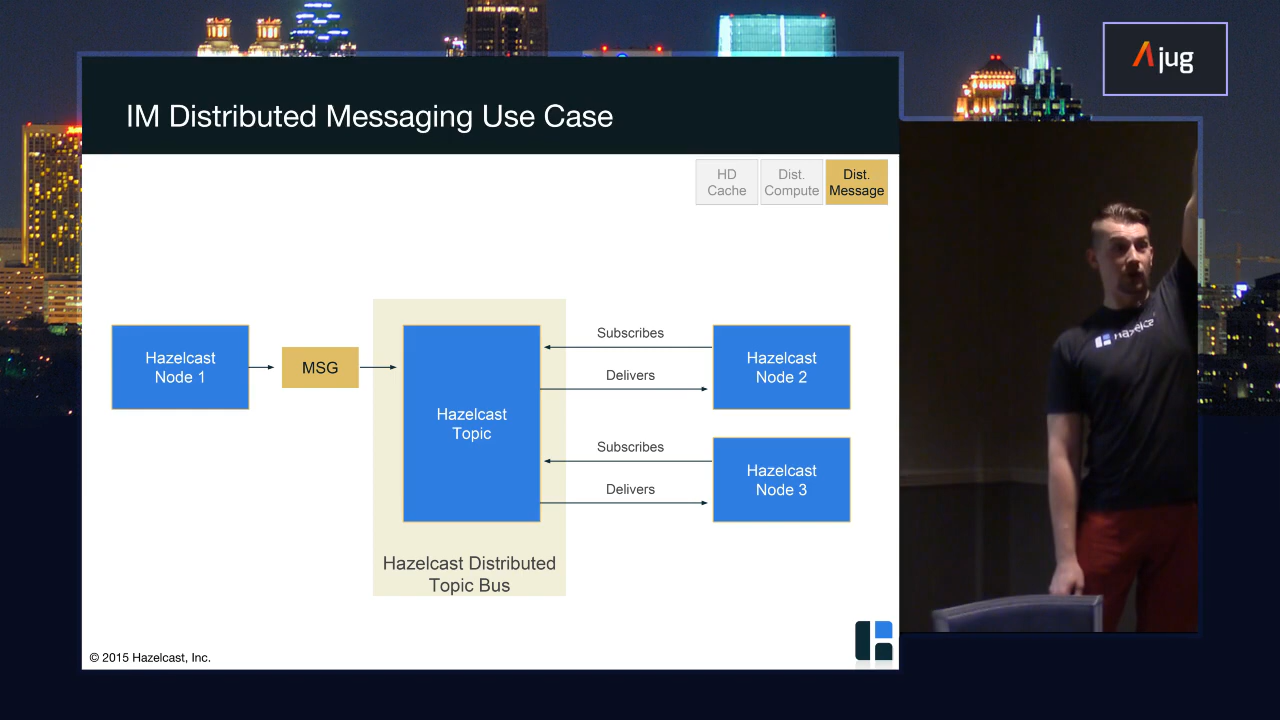 jug
IM Distributed Messaging Use Case
HD
Cache
Dist.
Compute
Dist.
Message
Hazelcast
Node 1
MSG
Hazelcast
Topic
Subscribes
Delivers
Hazelcast
Node 2
Subscribes
Delivers
Hazelcast
Node 3
Hazelcast Distributed
Topic Bus
© 2015 Hazelcast, Inc.
hazelcast